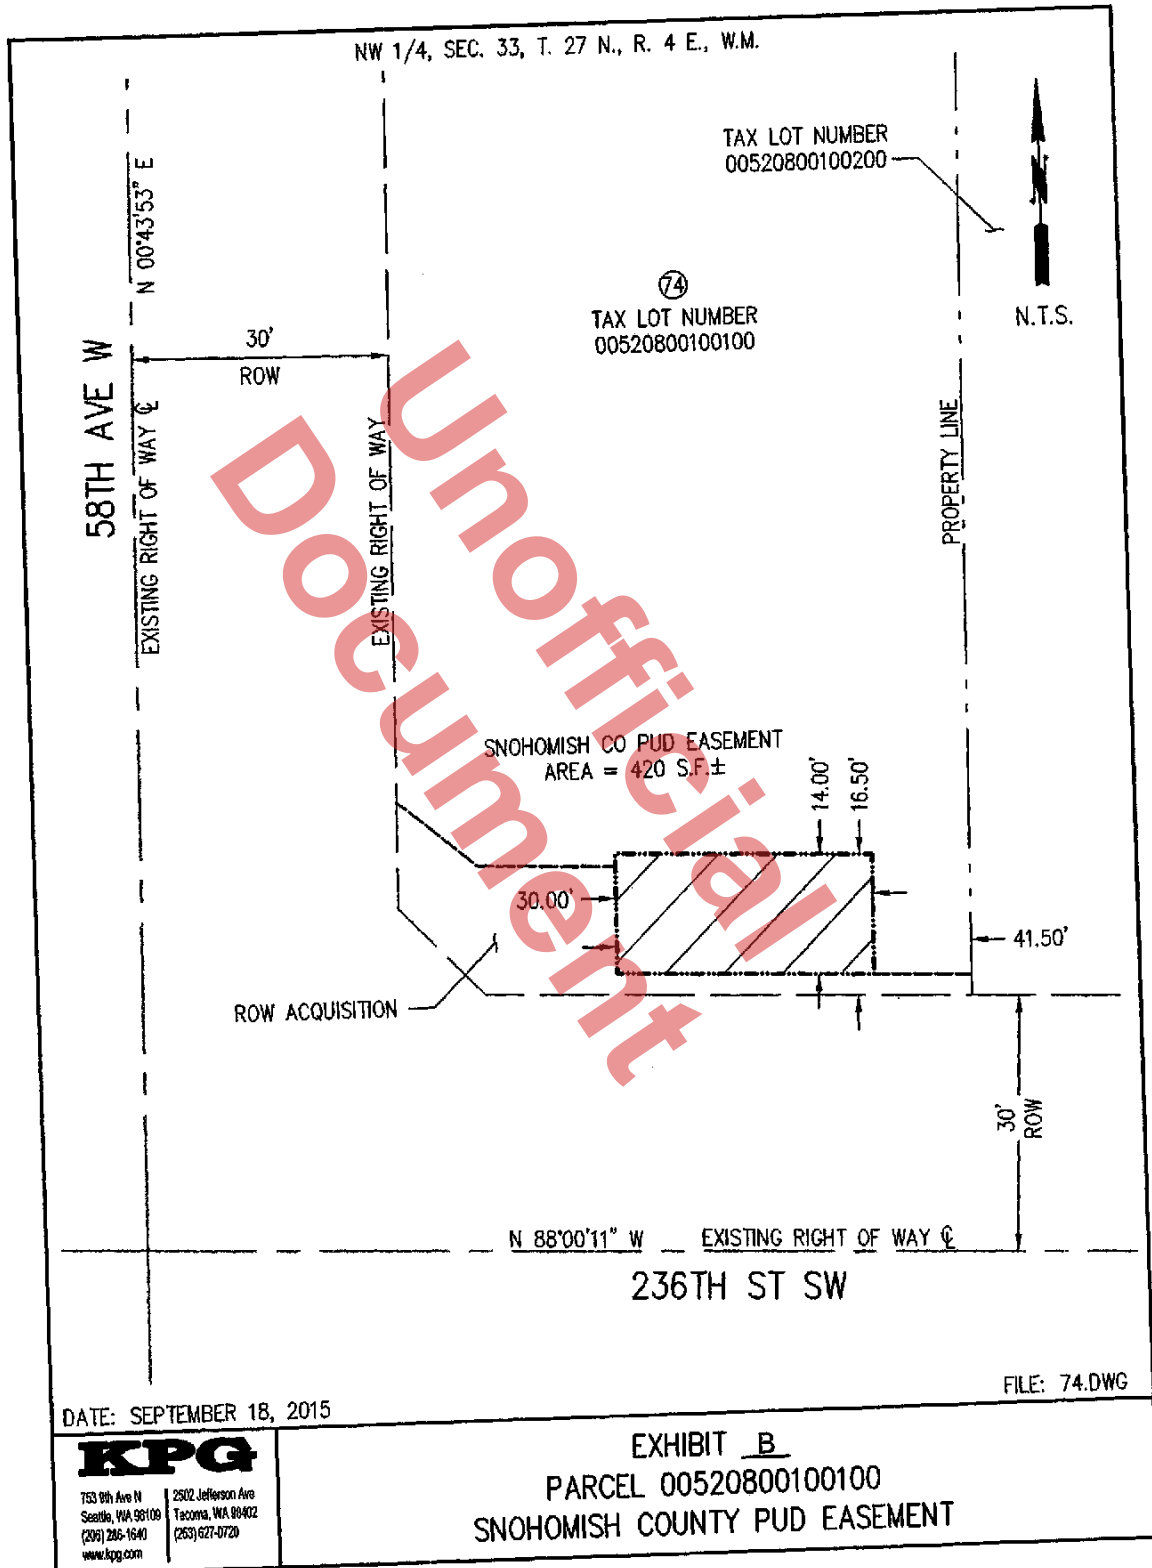 NW 1/4, SEC. 33, T. 27 N., R. 4 E., W.M.
TAX LOT NUMBER
00520800100200
N
N.T.S.
N 00°43'53" E
58TH AVE W
EXISTING RIGHT OF WAY ℄
30'
ROW
EXISTING RIGHT OF WAY
74
TAX LOT NUMBER
00520800100100
PROPERTY LINE
Unofficial
Document
SNOHOMISH CO PUD EASEMENT
AREA = 420 S.F.±
14.00'
16.50'
30.00'
41.50'
ROW ACQUISITION
30'
ROW
N 88°00'11" W EXISTING RIGHT OF WAY ℄
236TH ST SW
FILE: 74.DWG
DATE: SEPTEMBER 18, 2015
KPG
753 9th Ave N
Seattle, WA 98109
(206) 286-1640
www.kpg.com
2502 Jefferson Ave
Tacoma, WA 98402
(253) 627-0720
EXHIBIT B
PARCEL 00520800100100
SNOHOMISH COUNTY PUD EASEMENT